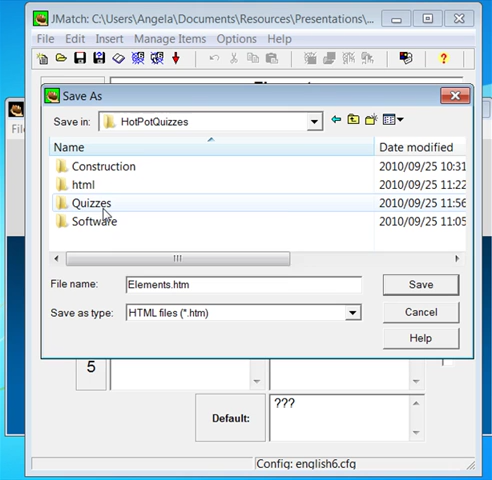 JMatch: C:\Users\Angela\Documents\Resources\Presentations\...
File Edit Insert Manage Items Options Help
Save As
Save in: HotPotQuizzes
Name Date modified
Construction 2010/09/25 10:31
html 2010/09/25 11:22
Quizzes 2010/09/25 11:56
Software 2010/09/25 11:05
File name: Elements.htm Save
Save as type: HTML files (*.htm) Cancel
Help
5
Default: ???
Config: english6.cfg